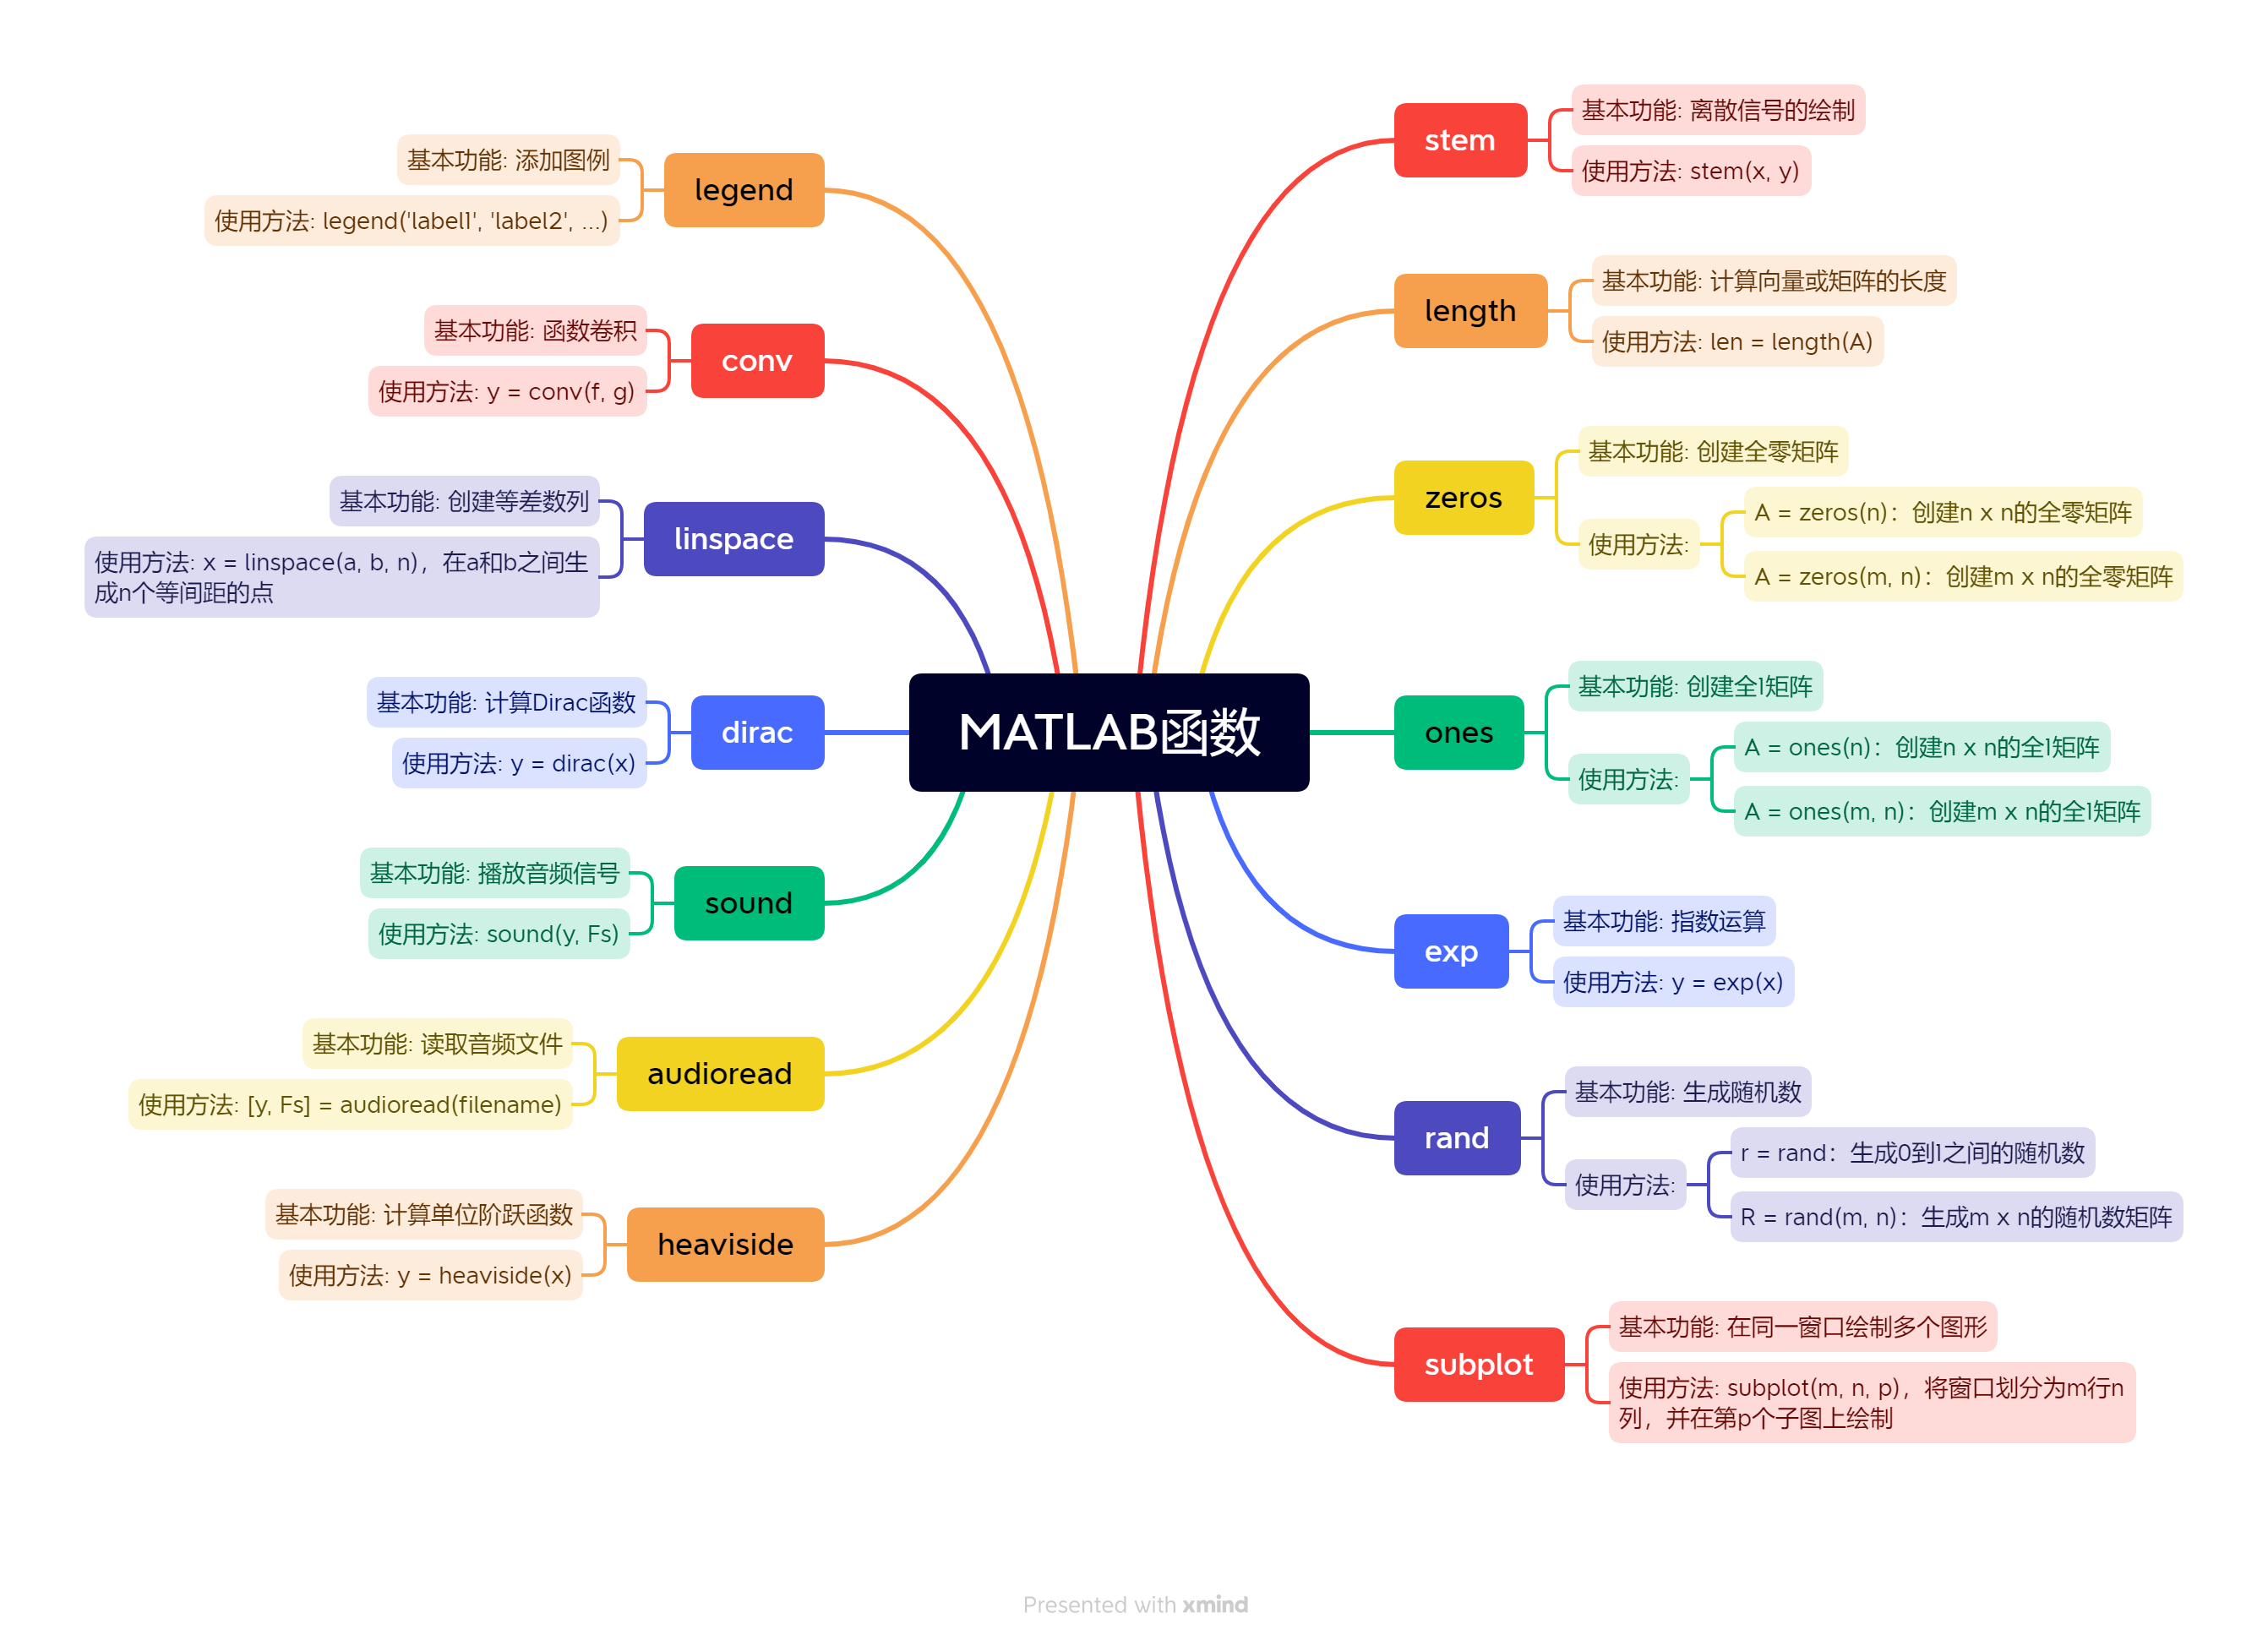 MATLAB函数
stem
基本功能: 离散信号的绘制
使用方法: stem(x, y)
length
基本功能: 计算向量或矩阵的长度
使用方法: len = length(A)
zeros
基本功能: 创建全零矩阵
使用方法:
A = zeros(n)：创建n x n的全零矩阵
A = zeros(m, n)：创建m x n的全零矩阵
ones
基本功能: 创建全1矩阵
使用方法:
A = ones(n)：创建n x n的全1矩阵
A = ones(m, n)：创建m x n的全1矩阵
exp
基本功能: 指数运算
使用方法: y = exp(x)
rand
基本功能: 生成随机数
使用方法:
r = rand：生成0到1之间的随机数
R = rand(m, n)：生成m x n的随机数矩阵
subplot
基本功能: 在同一窗口绘制多个图形
使用方法: subplot(m, n, p)，将窗口划分为m行n
列，并在第p个子图上绘制
legend
基本功能: 添加图例
使用方法: legend('label1', 'label2', ...)
conv
基本功能: 函数卷积
使用方法: y = conv(f, g)
linspace
基本功能: 创建等差数列
使用方法: x = linspace(a, b, n)，在a和b之间生
成n个等间距的点
dirac
基本功能: 计算Dirac函数
使用方法: y = dirac(x)
sound
基本功能: 播放音频信号
使用方法: sound(y, Fs)
audioread
基本功能: 读取音频文件
使用方法: [y, Fs] = audioread(filename)
heaviside
基本功能: 计算单位阶跃函数
使用方法: y = heaviside(x)
Presented with xmind